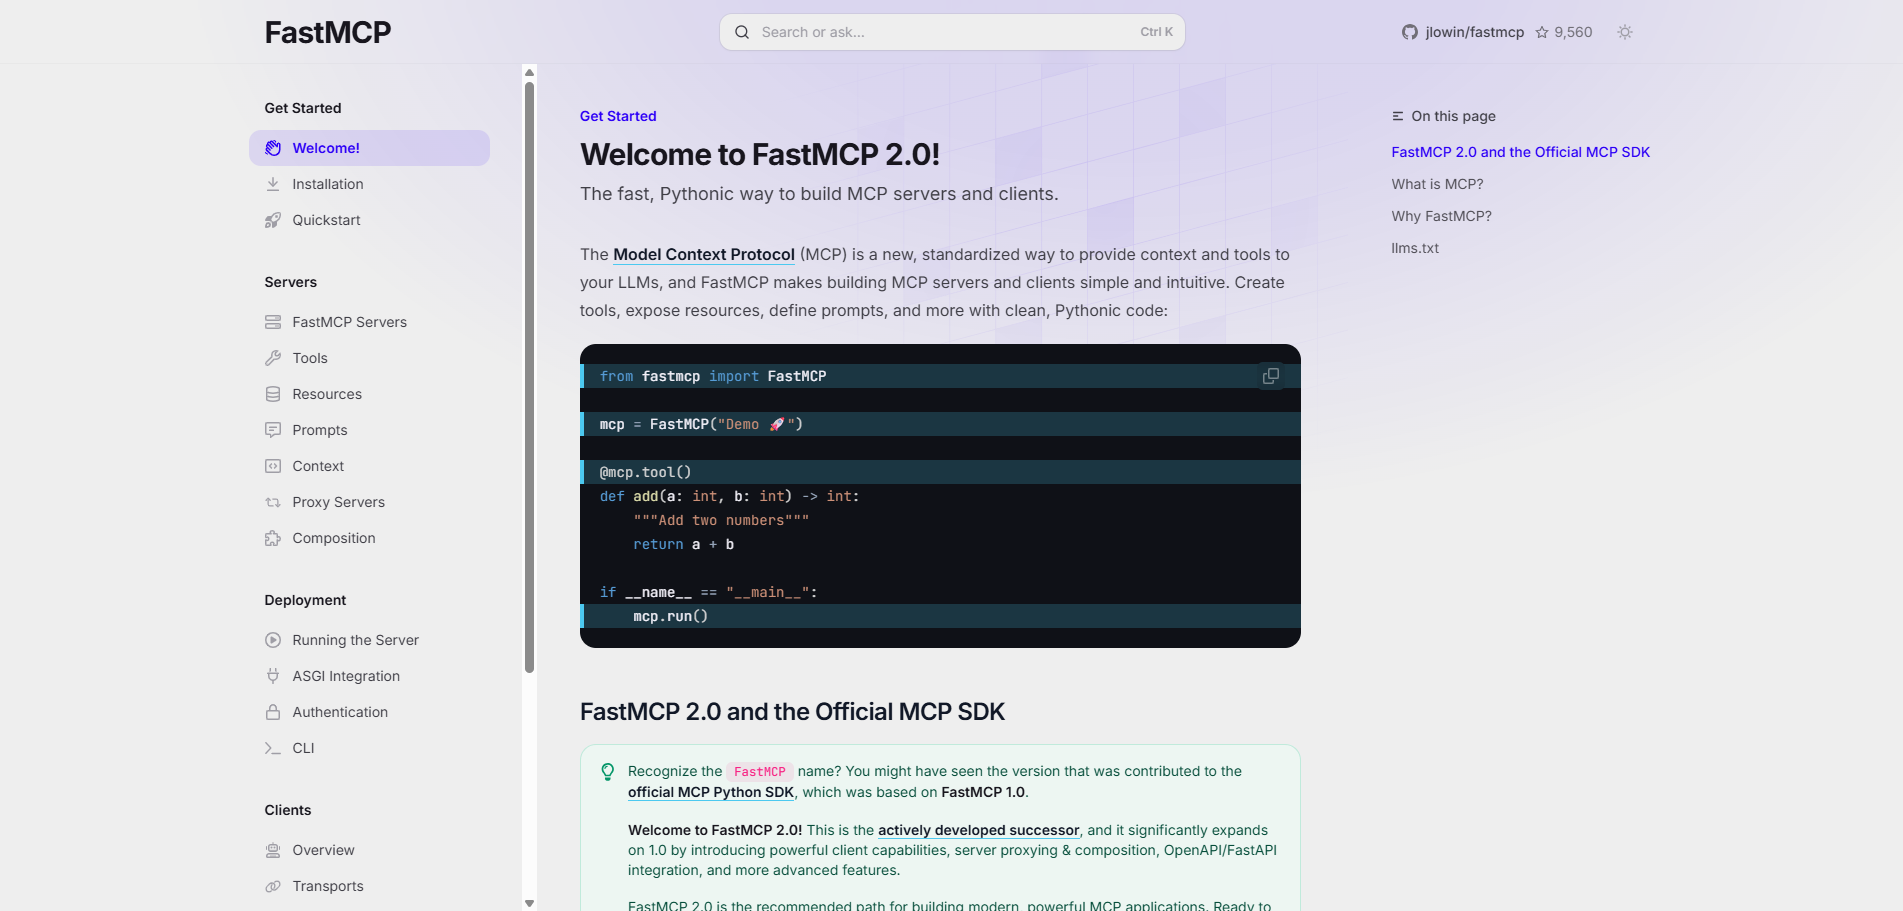 FastMCP
Search or ask...
Ctrl K
jlowin/fastmcp
9,560
Get Started
Welcome!
Installation
Quickstart
Servers
FastMCP Servers
Tools
Resources
Prompts
Context
Proxy Servers
Composition
Deployment
Running the Server
ASGI Integration
Authentication
CLI
Clients
Overview
Transports
Get Started
Welcome to FastMCP 2.0!
The fast, Pythonic way to build MCP servers and clients.
The Model Context Protocol (MCP) is a new, standardized way to provide context and tools to
your LLMs, and FastMCP makes building MCP servers and clients simple and intuitive. Create
tools, expose resources, define prompts, and more with clean, Pythonic code:
from fastmcp import FastMCP
mcp = FastMCP("Demo 🚀")
@mcp.tool()
def add(a: int, b: int) -> int:
    """Add two numbers"""
    return a + b
if __name__ == "__main__":
    mcp.run()
FastMCP 2.0 and the Official MCP SDK
Recognize the FastMCP name? You might have seen the version that was contributed to the
official MCP Python SDK, which was based on FastMCP 1.0.
Welcome to FastMCP 2.0! This is the actively developed successor, and it significantly expands
on 1.0 by introducing powerful client capabilities, server proxying & composition, OpenAPI/FastAPI
integration, and more advanced features.
FastMCP 2.0 is the recommended path for building modern, powerful MCP applications. Ready to
On this page
FastMCP 2.0 and the Official MCP SDK
What is MCP?
Why FastMCP?
llms.txt